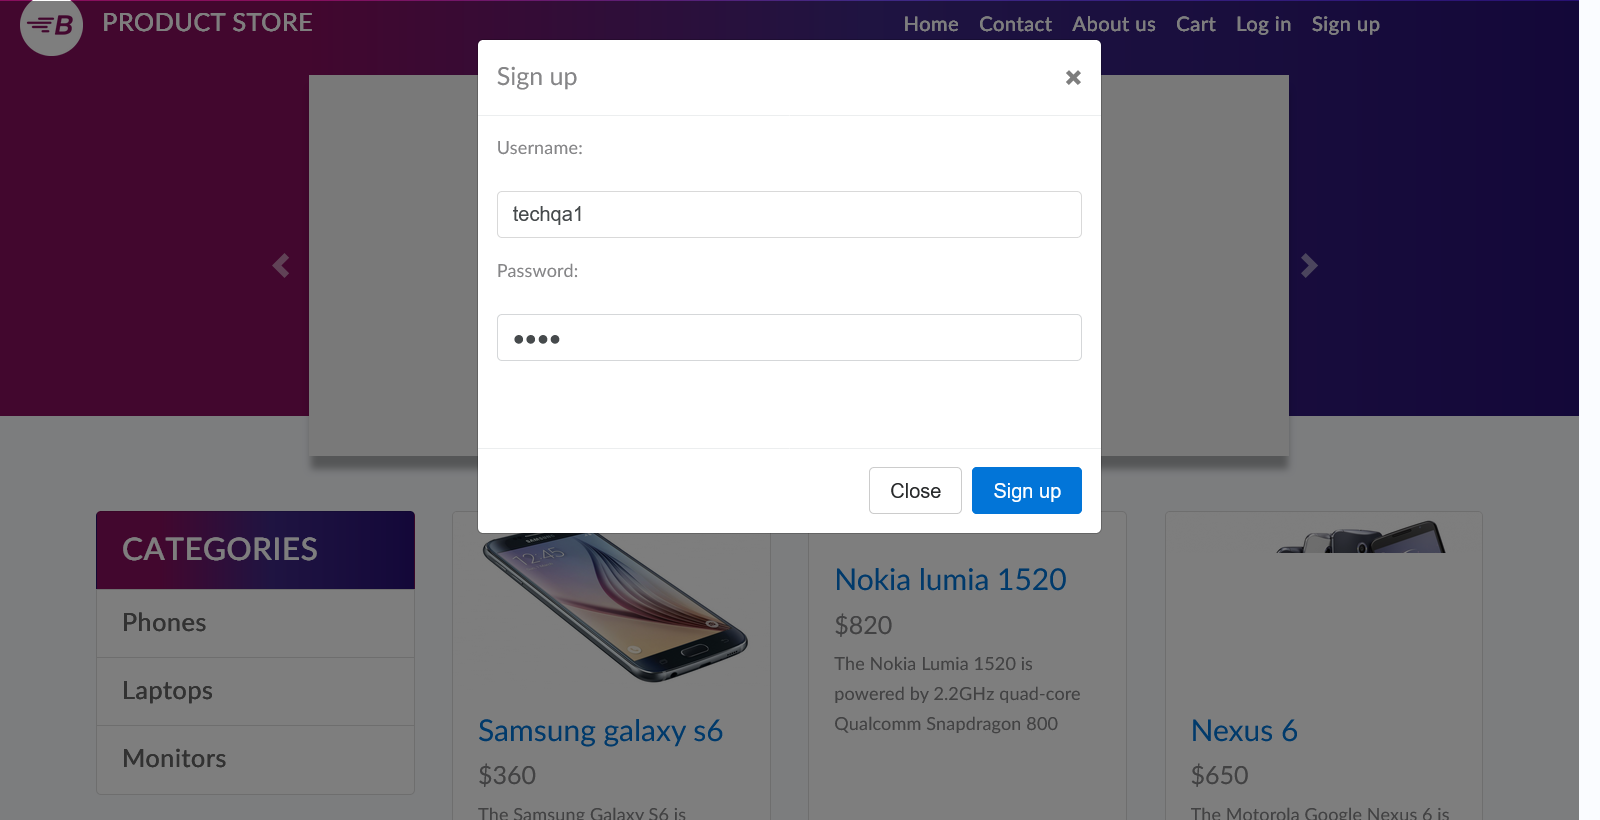 B PRODUCT STORE
Home Contact About us Cart Log in Sign up
Sign up
Username:
techqa1
Password:
••••
Close Sign up
CATEGORIES
Phones
Laptops
Monitors
SAMSUNG
12:45
Samsung galaxy s6
$360
The Samsung Galaxy S6 is
Nokia lumia 1520
$820
The Nokia Lumia 1520 is
powered by 2.2GHz quad-core
Qualcomm Snapdragon 800
Nexus 6
$650
The Motorola Google Nexus 6 is